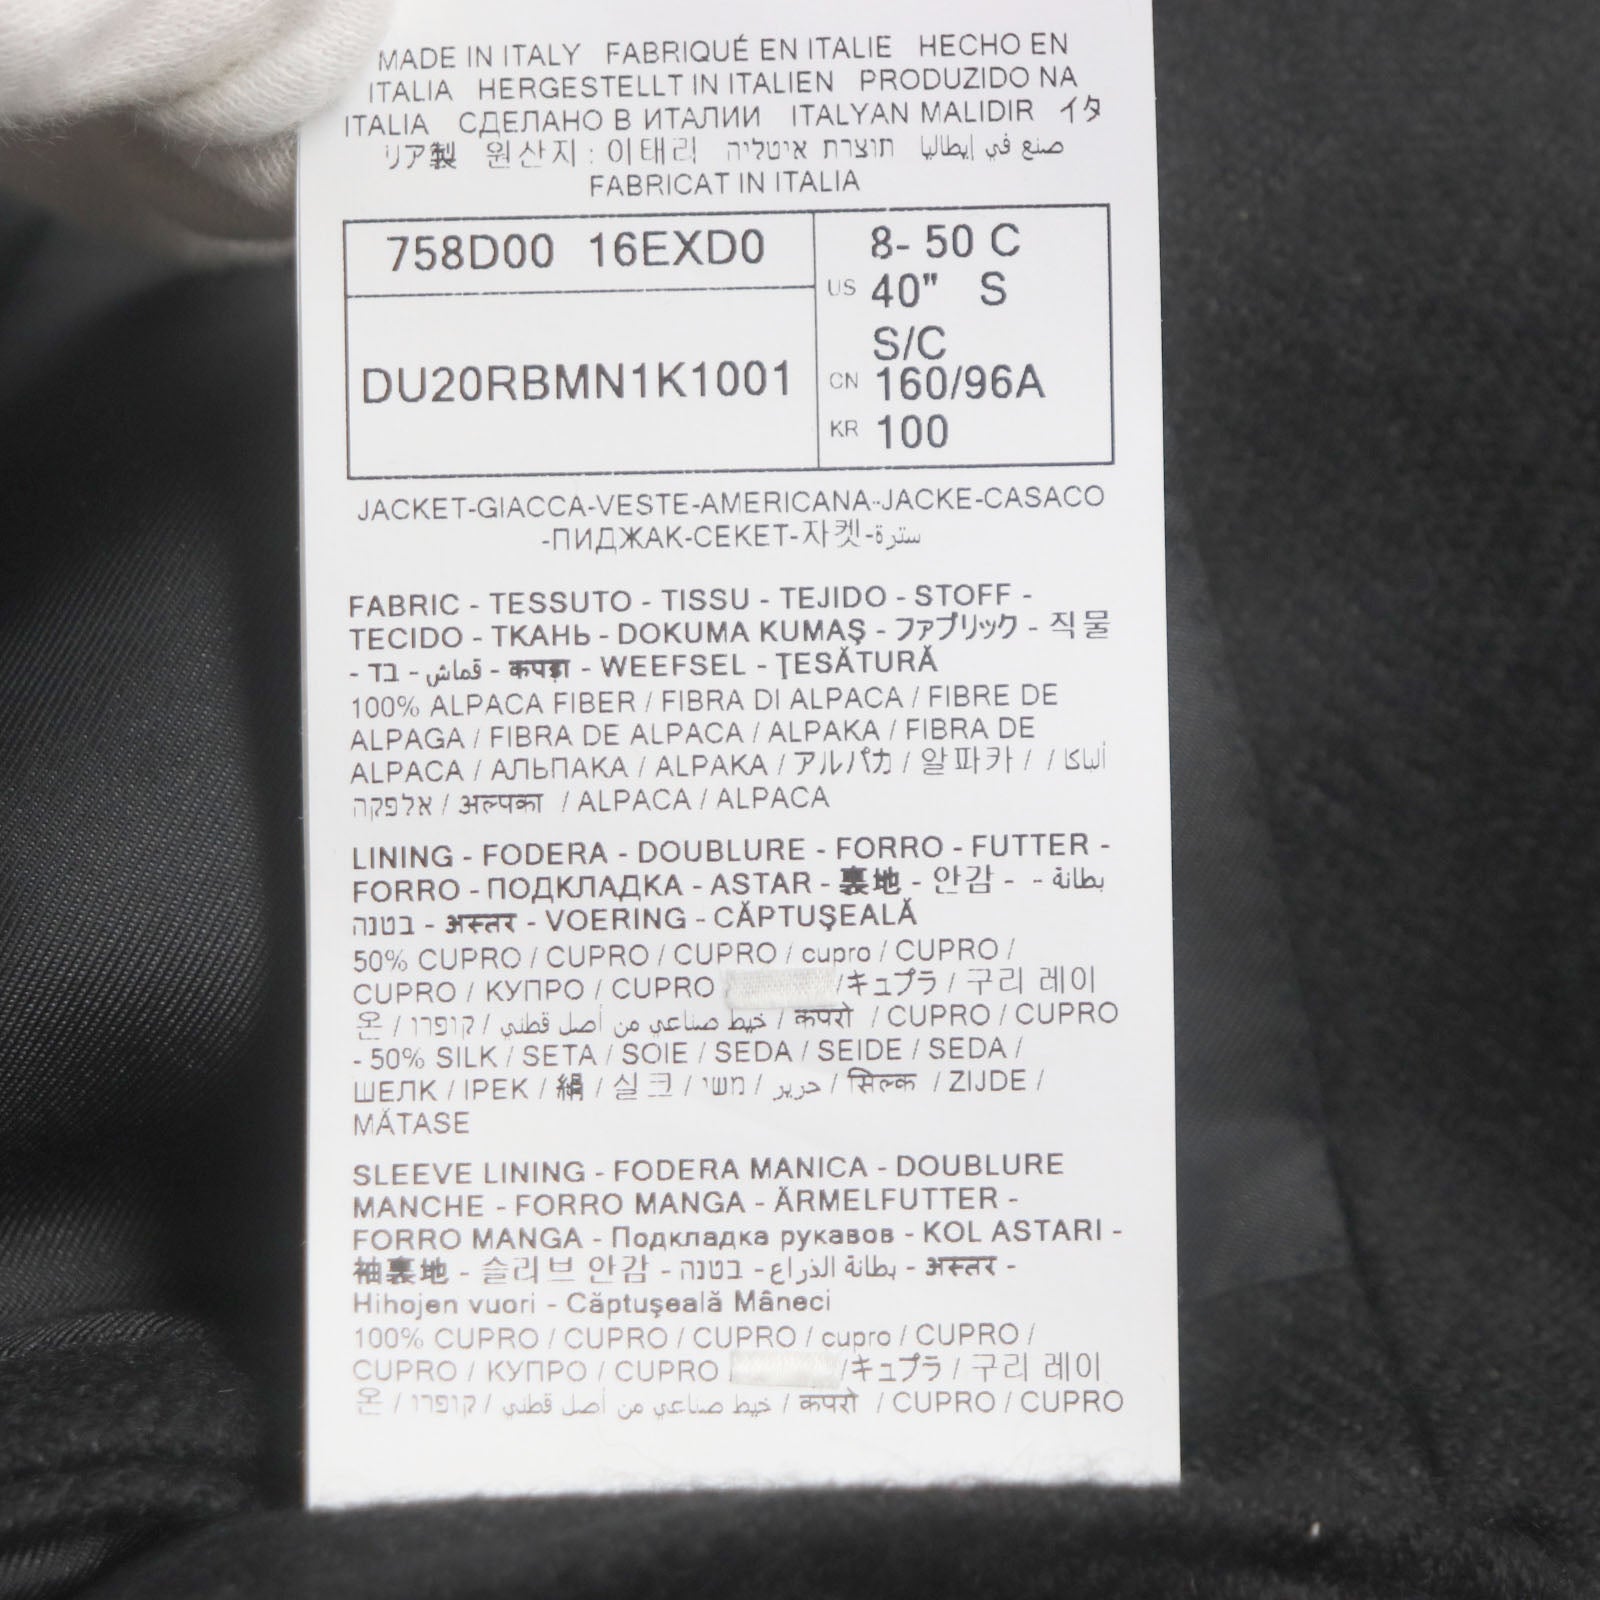 MADE IN ITALY FABRIQUÉ EN ITALIE HECHO EN
ITALIA HERGESTELLT IN ITALIEN PRODUZIDO NA
ITALIA СДЕЛАНО В ИТАЛИИ ITALYAN MALIDIR イタ
リア製 원산지 : 이태리 תוצרת איטליה صنع في إيطاليا
FABRICAT IN ITALIA
758D00 16EXD0
DU20RBMN1K1001
8- 50 C
US 40" S
S/C
CN 160/96A
KR 100
JACKET-GIACCA-VESTE-AMERICANA-JACKE-CASACO
-ПИДЖАК-CEKET-자켓-سترة
FABRIC - TESSUTO - TISSU - TEJIDO - STOFF -
TECIDO - ТКАНЬ - DOKUMA KUMAŞ - ファブリック - 직물
- בד - قماش - कपड़ा - WEEFSEL - ȚESĂTURĂ
100% ALPACA FIBER / FIBRA DI ALPACA / FIBRE DE
ALPAGA / FIBRA DE ALPACA / ALPAKA / FIBRA DE
ALPACA / АЛЬПАКА / ALPAKA / アルパカ / 알파카 / / ألباكا
אלפקה / अल्पका / ALPACA / ALPACA
LINING - FODERA - DOUBLURE - FORRO - FUTTER -
FORRO - ПОДКЛАДКА - ASTAR - 裏地 - 안감 - - بطانة
בטנה - अस्तर - VOERING - CĂPTUŞEALĂ
50% CUPRO / CUPRO / CUPRO / cupro / CUPRO /
CUPRO / КУПРО / CUPRO /キュプラ / 구리 레이
온 / קופרו / خيط صناعي من أصل قطني / कपरो / CUPRO / CUPRO
- 50% SILK / SETA / SOIE / SEDA / SEIDE / SEDA /
ШЕЛК / IPEK / 絹 / 실크 / משי / حرير / सिल्क / ZIJDE /
MĂTASE
SLEEVE LINING - FODERA MANICA - DOUBLURE
MANCHE - FORRO MANGA - ÄRMELFUTTER -
FORRO MANGA - Подкладка рукавов - KOL ASTARI -
袖裏地 - 슬리브 안감 - בטנה - بطانة الذراع - अस्तर -
Hihojen vuori - Căptuşeală Mâneci
100% CUPRO / CUPRO / CUPRO / cupro / CUPRO /
CUPRO / КУПРО / CUPRO /キュプラ / 구리 레이
온 / קופרו / خيط صناعي من أصل قطني / कपरो / CUPRO / CUPRO